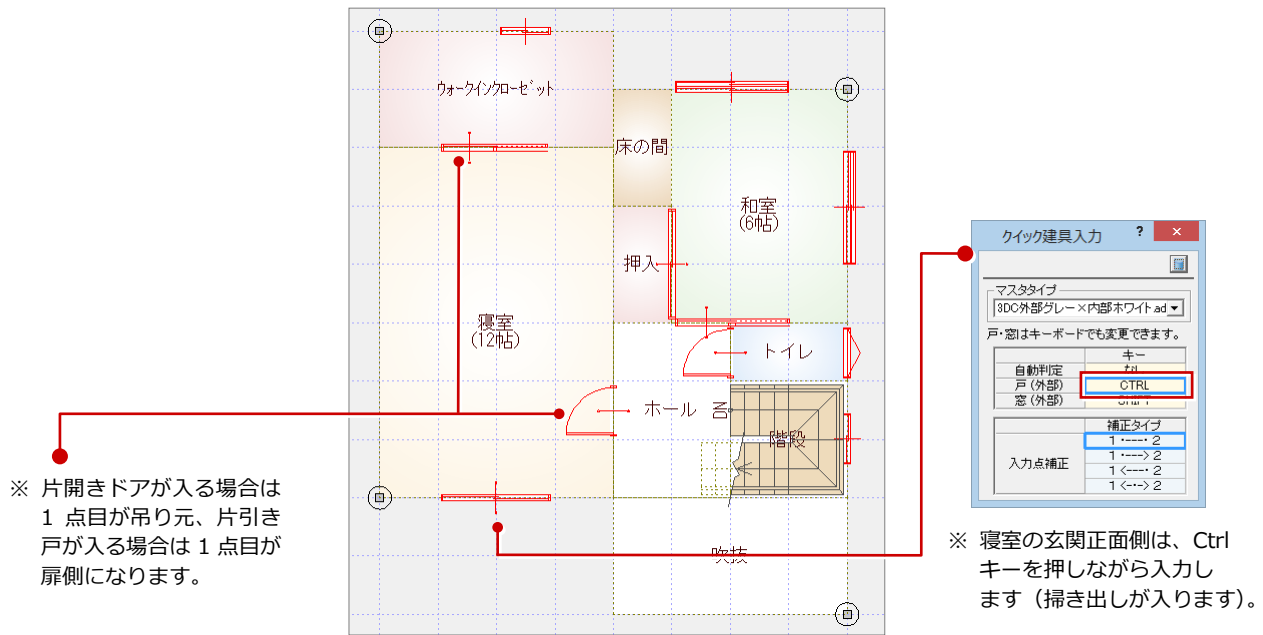 ウォークインクローゼット
床の間
和室
(6帖)
押入
寝室
(12帖)
トイレ
ホール
DN
階段
吹抜
※ 片開きドアが入る場合は
1 点目が吊り元、片引き
戸が入る場合は 1 点目が
扉側になります。
クイック建具入力 ? ×
マスタタイプ
3DC外部グレー×内部ホワイト.ad
戸・窓はキーボードでも変更できます。
キー
自動判定 なし
戸(外部) CTRL
窓(外部) SHIFT
補正タイプ
入力点補正
1 ・---・ 2
1 ・---> 2
1 <---・ 2
1 <---> 2
※ 寝室の玄関正面側は、Ctrl
キーを押しながら入力し
ます（掃き出しが入ります）。